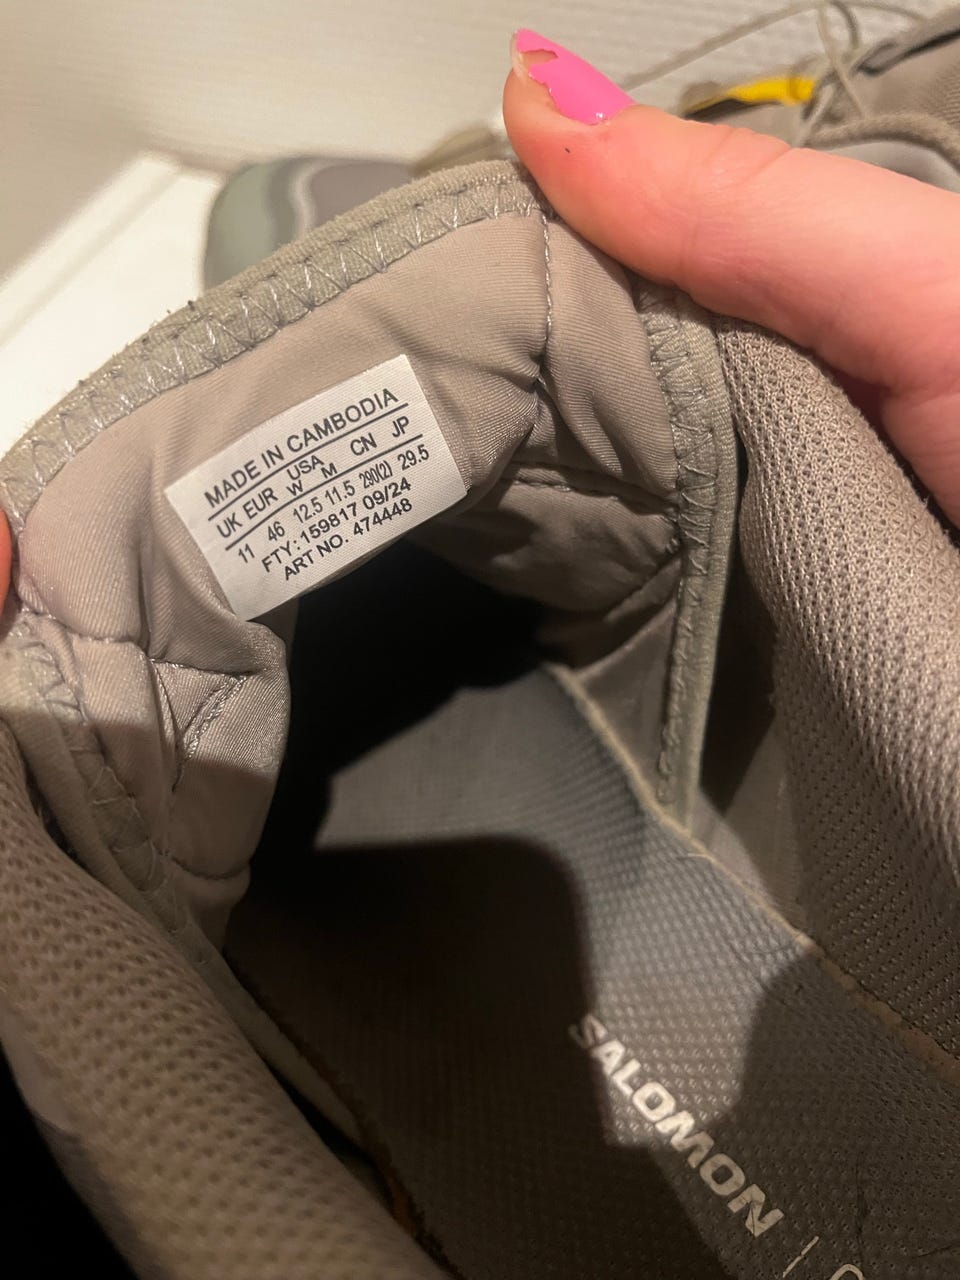 MADE IN CAMBODIA
USA
UK EUR W M CN JP
11 46 12.5 11.5 290(2) 29.5
FTY: 159817 09/24
ART NO. 474448
SALOMON